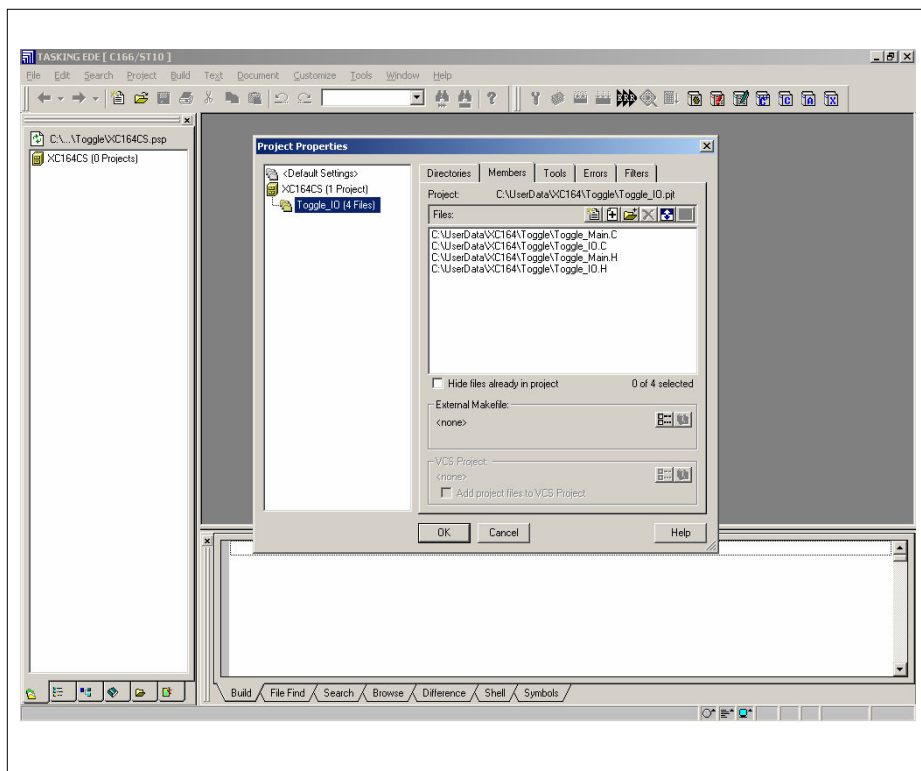 TASKING EDE [ C166/ST10 ]
File Edit Search Project Build Text Document Customize Tools Window Help
C:\...\Toggle\XC164CS.psp
XC164CS (0 Projects)
Project Properties
<Default Settings>
XC164CS (1 Project)
Toggle_IO (4 Files)
Directories Members Tools Errors Filters
Project: C:\UserData\XC164\Toggle\Toggle_IO.pjt
Files:
C:\UserData\XC164\Toggle\Toggle_Main.C
C:\UserData\XC164\Toggle\Toggle_IO.C
C:\UserData\XC164\Toggle\Toggle_Main.H
C:\UserData\XC164\Toggle\Toggle_IO.H
Hide files already in project 0 of 4 selected
External Makefile:
<none>
VCS Project:
<none>
Add project files to VCS Project
OK Cancel Help
Build File Find Search Browse Difference Shell Symbols